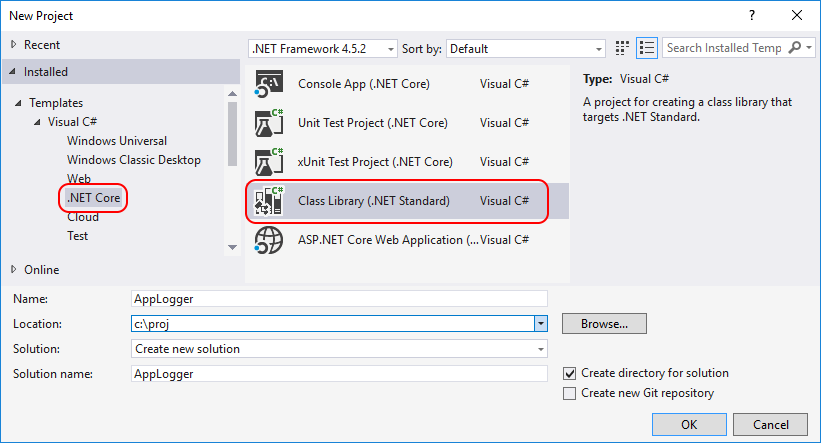 New Project
Recent
.NET Framework 4.5.2 Sort by: Default Search Installed Temp
Installed
Templates
Visual C#
Windows Universal
Windows Classic Desktop
Web
.NET Core
Cloud
Test
Online
C# Console App (.NET Core) Visual C#
C# Unit Test Project (.NET Core) Visual C#
C# xUnit Test Project (.NET Core) Visual C#
C# Class Library (.NET Standard) Visual C#
ASP.NET Core Web Application (... Visual C#
Type: Visual C#
A project for creating a class library that
targets .NET Standard.
Name: AppLogger
Location: c:\proj Browse...
Solution: Create new solution
Solution name: AppLogger
Create directory for solution
Create new Git repository
OK Cancel